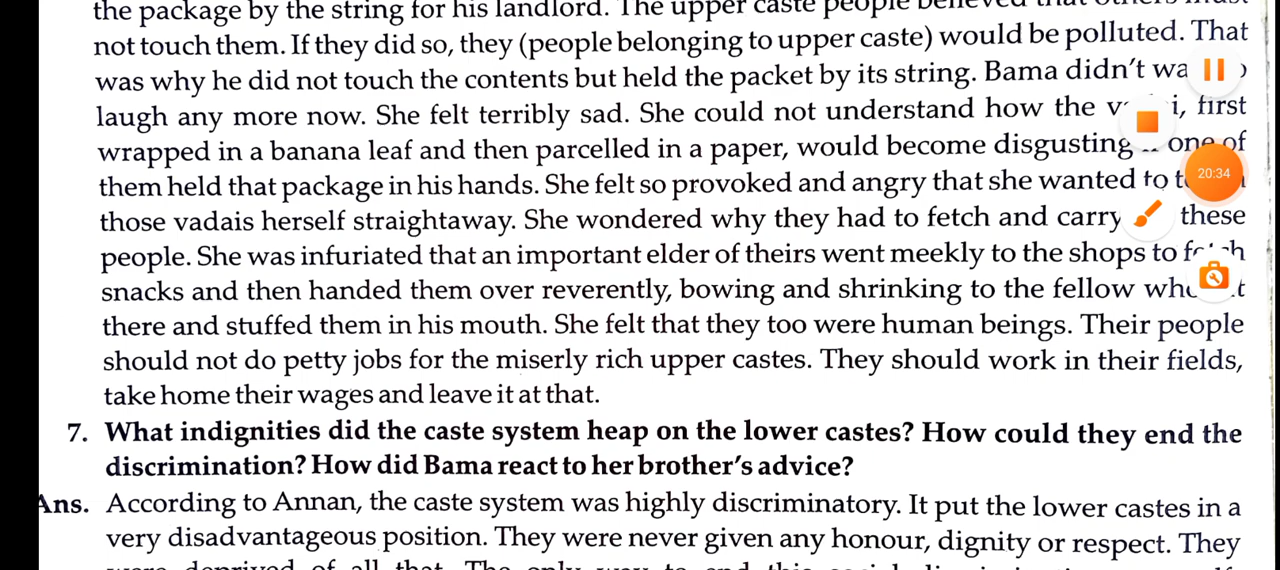 the package by the string for his landlord. The upper caste people believed that others must
not touch them. If they did so, they (people belonging to upper caste) would be polluted. That
was why he did not touch the contents but held the packet by its string. Bama didn't
laugh any more now. She felt terribly sad. She could not understand how the first
wrapped in a banana leaf and then parcelled in a paper, would become disgusting one of
them held that package in his hands. She felt so provoked and angry that she wanted to
20:34
those vadais herself straightaway. She wondered why they had to fetch and carry these
people. She was infuriated that an important elder of theirs went meekly to the shops to
snacks and then handed them over reverently, bowing and shrinking to the fellow
there and stuffed them in his mouth. She felt that they too were human beings. Their people
should not do petty jobs for the miserly rich upper castes. They should work in their fields,
take home their wages and leave it at that.
7. What indignities did the caste system heap on the lower castes? How could they end the
discrimination? How did Bama react to her brother's advice?
Ans. According to Annan, the caste system was highly discriminatory. It put the lower castes in a
very disadvantageous position. They were never given any honour, dignity or respect. They